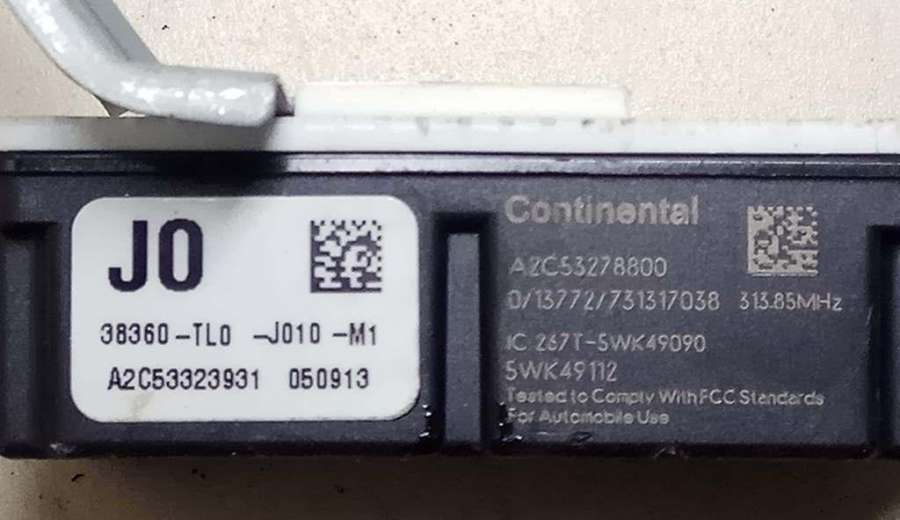 J0
38360-TL0 -J010-M1
A2C53323931 050913
Continental
A2C53278800
0/13772/731317038 313.85MHz
IC 267T-5WK49090
5WK49112
Tested to Comply With FCC Standards
For Automobile Use